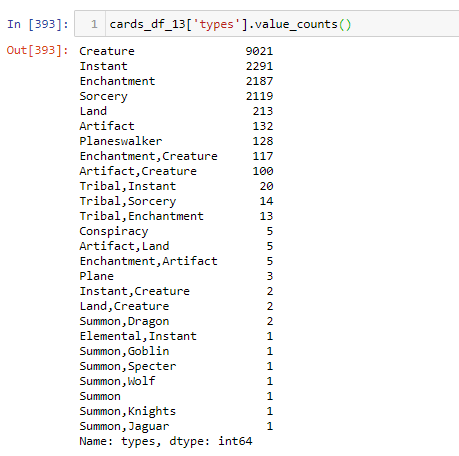 In [393]: 1 cards_df_13['types'].value_counts()
Out[393]: Creature 9021
Instant 2291
Enchantment 2187
Sorcery 2119
Land 213
Artifact 132
Planeswalker 128
Enchantment,Creature 117
Artifact,Creature 100
Tribal,Instant 20
Tribal,Sorcery 14
Tribal,Enchantment 13
Conspiracy 5
Artifact,Land 5
Enchantment,Artifact 5
Plane 3
Instant,Creature 2
Land,Creature 2
Summon,Dragon 2
Elemental,Instant 1
Summon,Goblin 1
Summon,Specter 1
Summon,Wolf 1
Summon 1
Summon,Knights 1
Summon,Jaguar 1
Name: types, dtype: int64